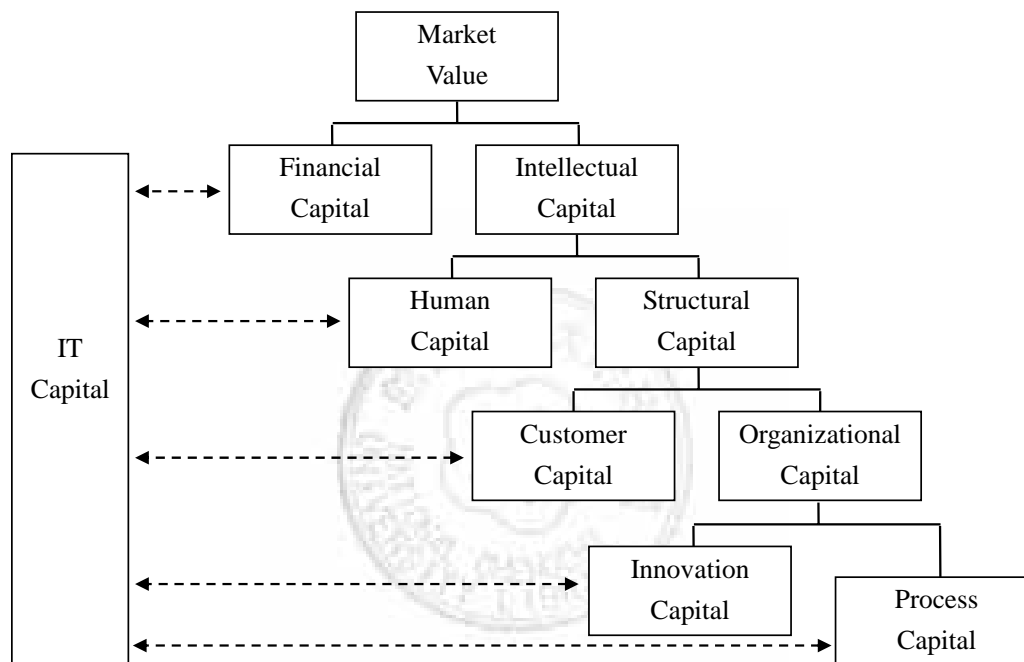 Market
Value
Financial
Capital
Intellectual
Capital
Human
Capital
Structural
Capital
IT
Capital
Customer
Capital
Organizational
Capital
Innovation
Capital
Process
Capital